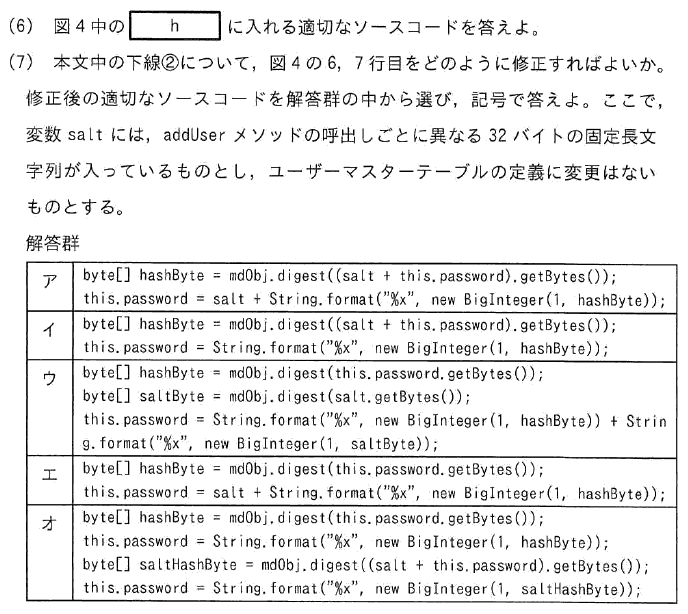 (6) 図4中の h に入れる適切なソースコードを答えよ。
(7) 本文中の下線②について,図4の6,7行目をどのように修正すればよいか。
修正後の適切なソースコードを解答群の中から選び,記号で答えよ。ここで,
変数 salt には,addUser メソッドの呼出しごとに異なる 32 バイトの固定長文
字列が入っているものとし,ユーザーマスターテーブルの定義に変更はない
ものとする。
解答群
ア
byte[] hashByte = mdObj.digest((salt + this.password).getBytes());
this.password = salt + String.format("%x", new BigInteger(1, hashByte));
イ
byte[] hashByte = mdObj.digest((salt + this.password).getBytes());
this.password = String.format("%x", new BigInteger(1, hashByte));
ウ
byte[] hashByte = mdObj.digest(this.password.getBytes());
byte[] saltByte = mdObj.digest(salt.getBytes());
this.password = String.format("%x", new BigInteger(1, hashByte)) + Strin
g.format("%x", new BigInteger(1, saltByte));
エ
byte[] hashByte = mdObj.digest(this.password.getBytes());
this.password = salt + String.format("%x", new BigInteger(1, hashByte));
オ
byte[] hashByte = mdObj.digest(this.password.getBytes());
this.password = String.format("%x", new BigInteger(1, hashByte));
byte[] saltHashByte = mdObj.digest((salt + this.password).getBytes());
this.password = String.format("%x", new BigInteger(1, saltHashByte));